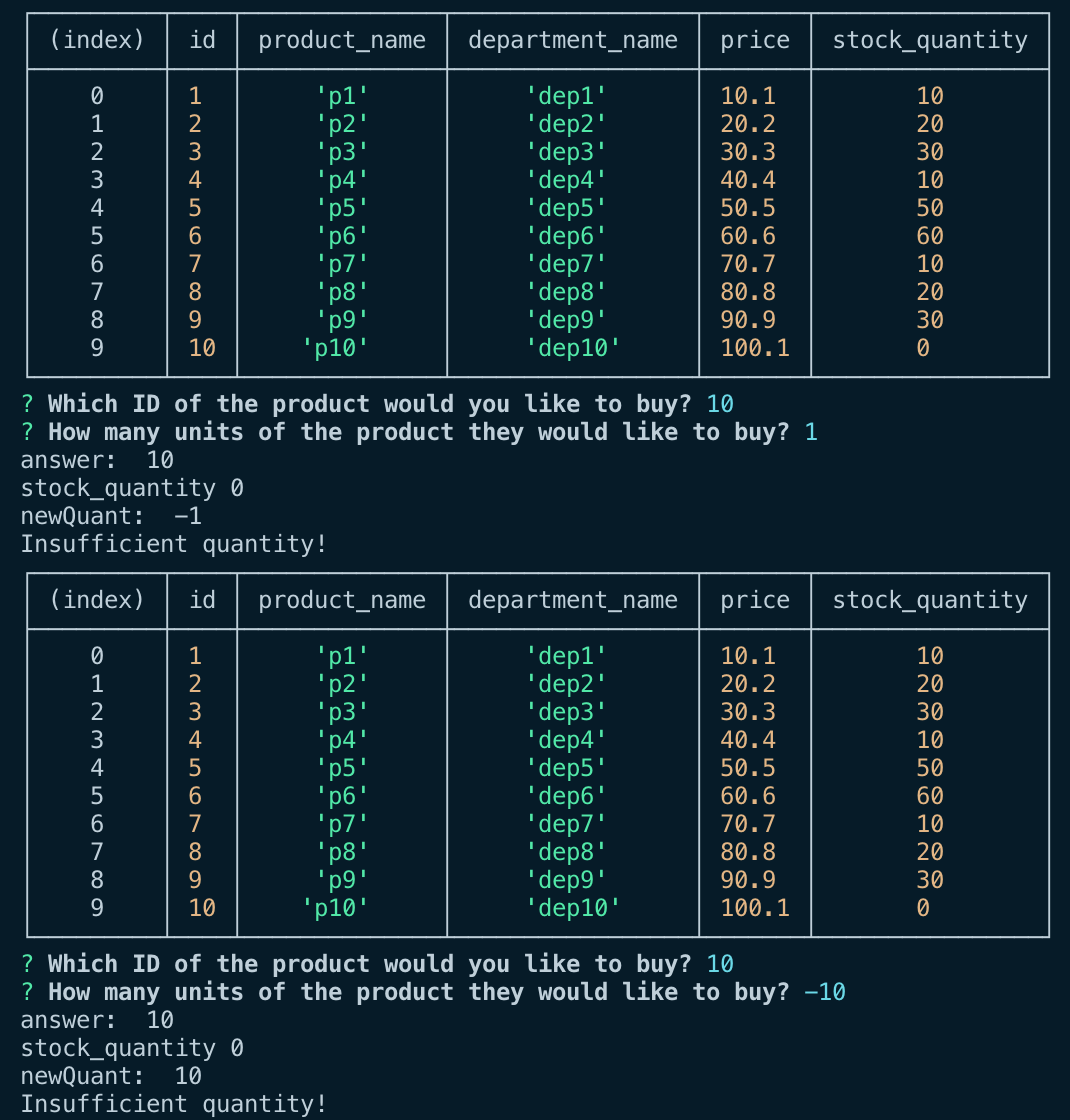 (index) id product_name department_name price stock_quantity
0 1 'p1' 'dep1' 10.1 10
1 2 'p2' 'dep2' 20.2 20
2 3 'p3' 'dep3' 30.3 30
3 4 'p4' 'dep4' 40.4 10
4 5 'p5' 'dep5' 50.5 50
5 6 'p6' 'dep6' 60.6 60
6 7 'p7' 'dep7' 70.7 10
7 8 'p8' 'dep8' 80.8 20
8 9 'p9' 'dep9' 90.9 30
9 10 'p10' 'dep10' 100.1 0
? Which ID of the product would you like to buy? 10
? How many units of the product they would like to buy? 1
answer:  10
stock_quantity 0
newQuant:  -1
Insufficient quantity!
(index) id product_name department_name price stock_quantity
0 1 'p1' 'dep1' 10.1 10
1 2 'p2' 'dep2' 20.2 20
2 3 'p3' 'dep3' 30.3 30
3 4 'p4' 'dep4' 40.4 10
4 5 'p5' 'dep5' 50.5 50
5 6 'p6' 'dep6' 60.6 60
6 7 'p7' 'dep7' 70.7 10
7 8 'p8' 'dep8' 80.8 20
8 9 'p9' 'dep9' 90.9 30
9 10 'p10' 'dep10' 100.1 0
? Which ID of the product would you like to buy? 10
? How many units of the product they would like to buy? -10
answer:  10
stock_quantity 0
newQuant:  10
Insufficient quantity!